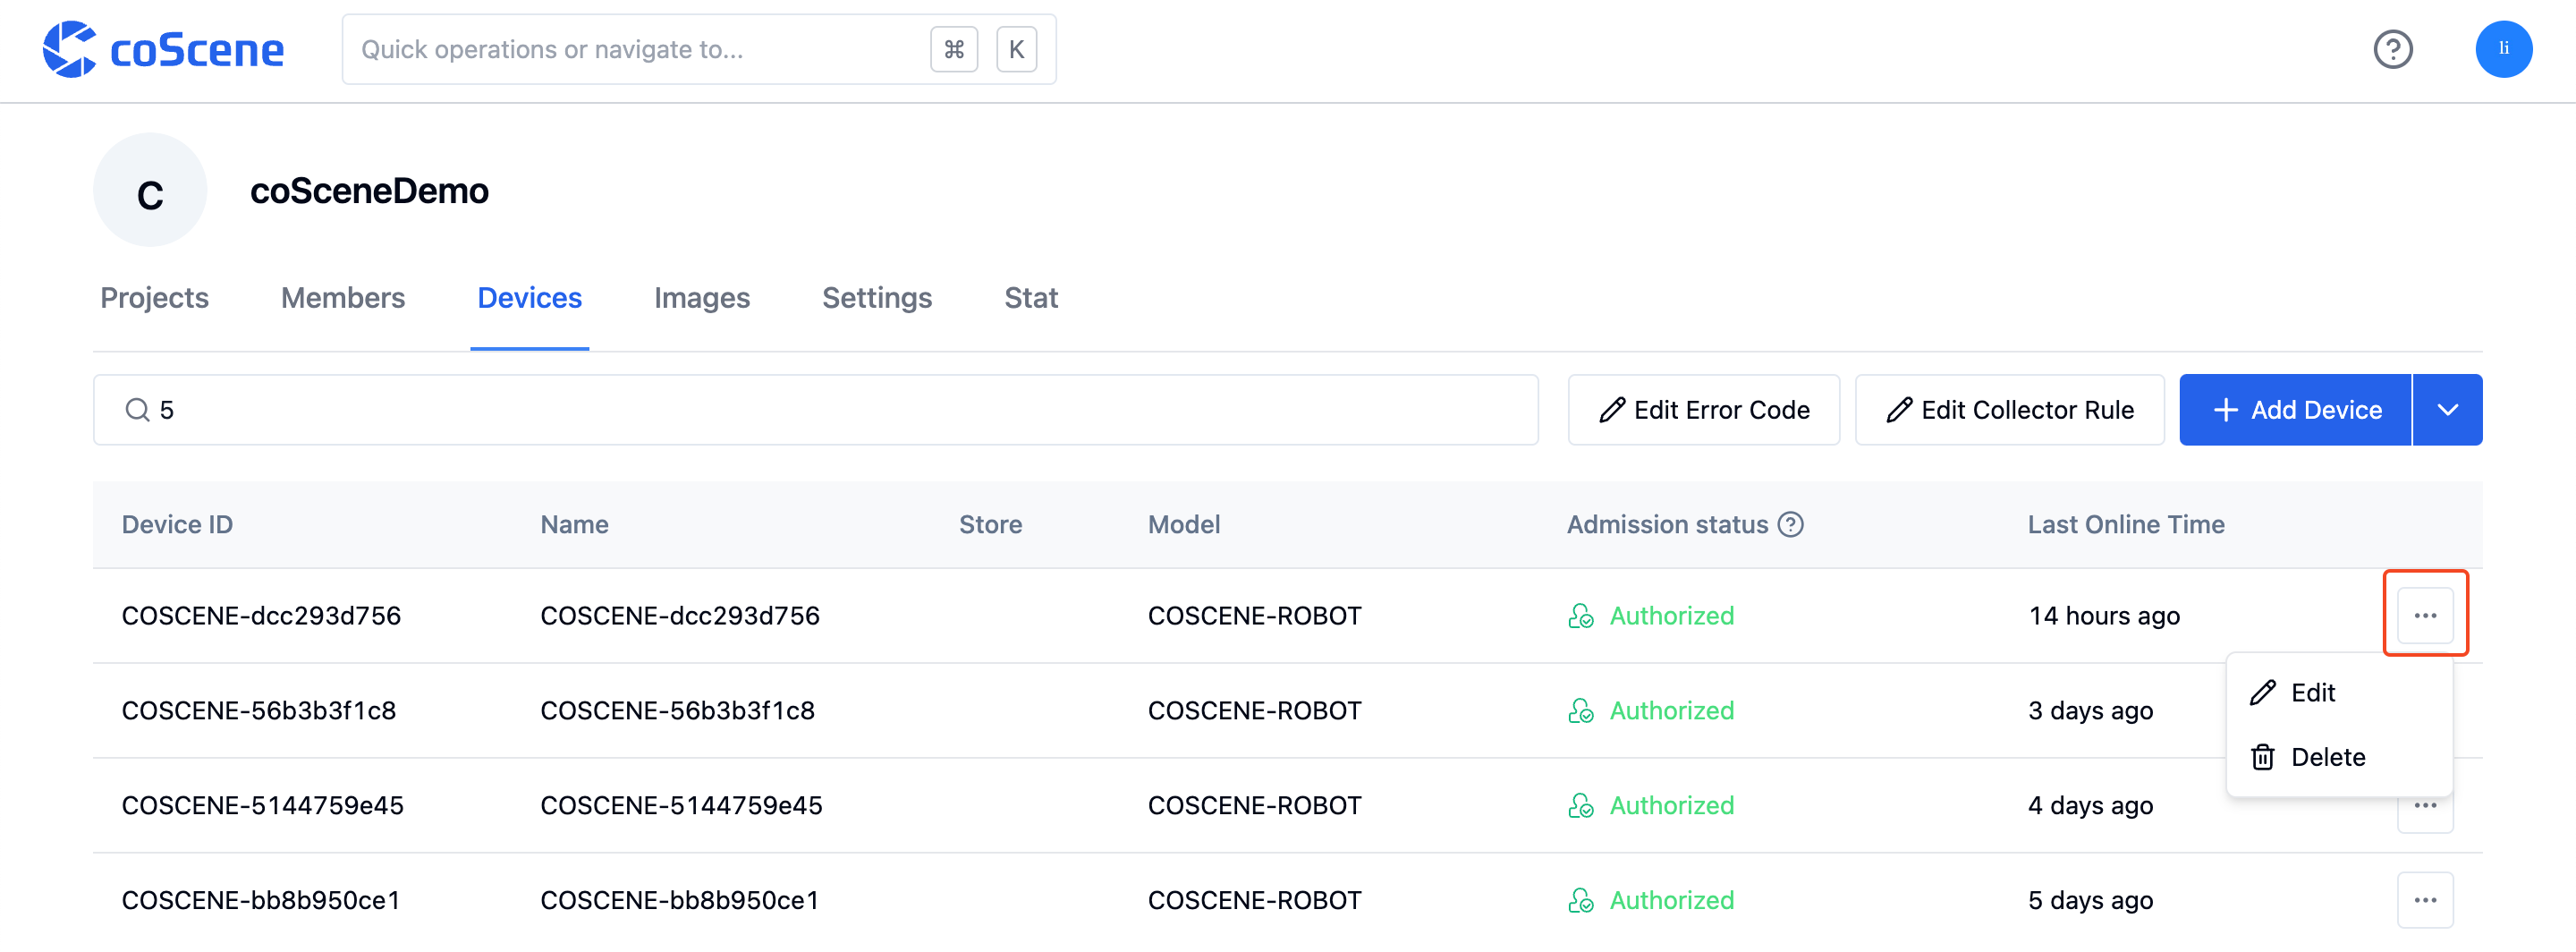 coScene
Quick operations or navigate to... ⌘ K
li
C
coSceneDemo
Projects Members Devices Images Settings Stat
5
Edit Error Code Edit Collector Rule + Add Device
Device ID Name Store Model Admission status Last Online Time
COSCENE-dcc293d756 COSCENE-dcc293d756 COSCENE-ROBOT Authorized 14 hours ago ...
Edit
COSCENE-56b3b3f1c8 COSCENE-56b3b3f1c8 COSCENE-ROBOT Authorized 3 days ago
Delete
COSCENE-5144759e45 COSCENE-5144759e45 COSCENE-ROBOT Authorized 4 days ago ...
COSCENE-bb8b950ce1 COSCENE-bb8b950ce1 COSCENE-ROBOT Authorized 5 days ago ...